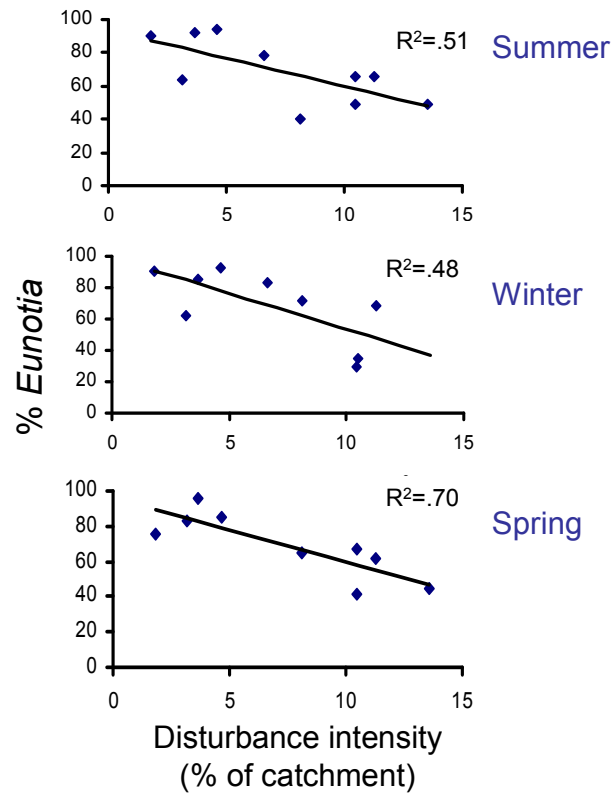 100
80
60
40
20
0
0 5 10 15
R²=.51
Summer
100
80
60
40
20
0
0 5 10 15
R²=.48
Winter
% Eunotia
100
80
60
40
20
0
0 5 10 15
R²=.70
Spring
Disturbance intensity
(% of catchment)